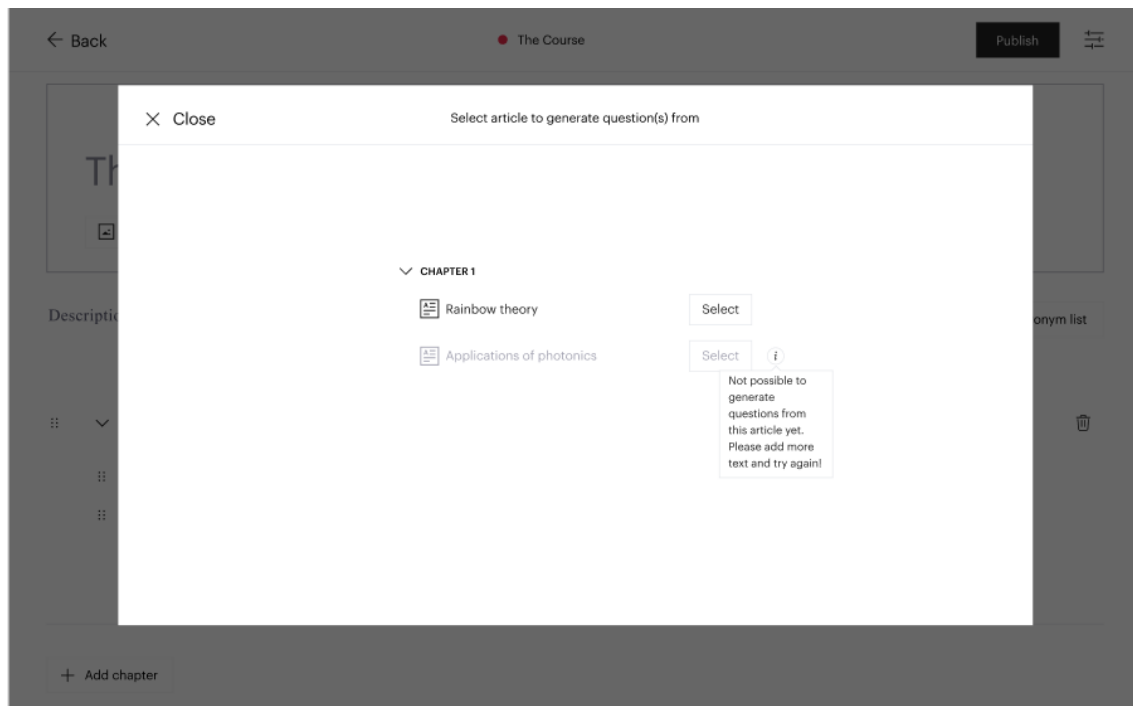 Back
The Course
Publish
Close
Select article to generate question(s) from
Th
CHAPTER 1
Rainbow theory
Select
Descriptio
onym list
Applications of photonics
Select
i
Not possible to
generate
questions from
this article yet.
Please add more
text and try again!
Add chapter